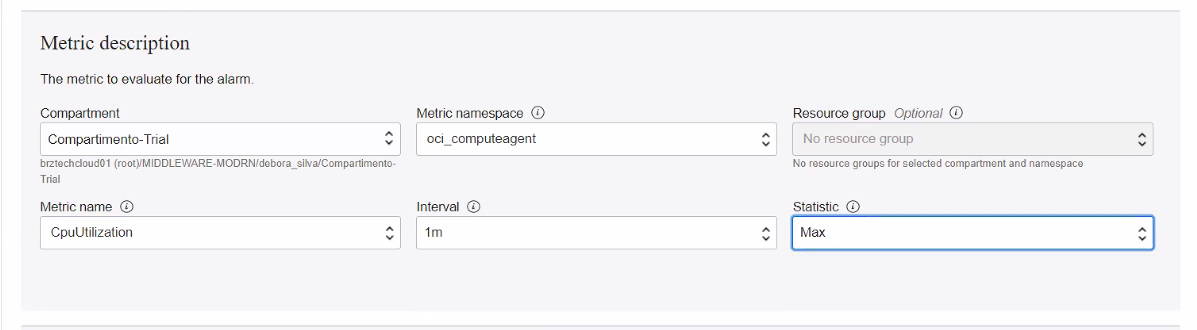 Metric description
The metric to evaluate for the alarm.
Compartment
Compartimento-Trial
brztechcloud01 (root)/MIDDLEWARE-MODRN/debora_silva/Compartimento-
Trial
Metric namespace
oci_computeagent
Resource group Optional
No resource group
No resource groups for selected compartment and namespace
Metric name
CpuUtilization
Interval
1m
Statistic
Max